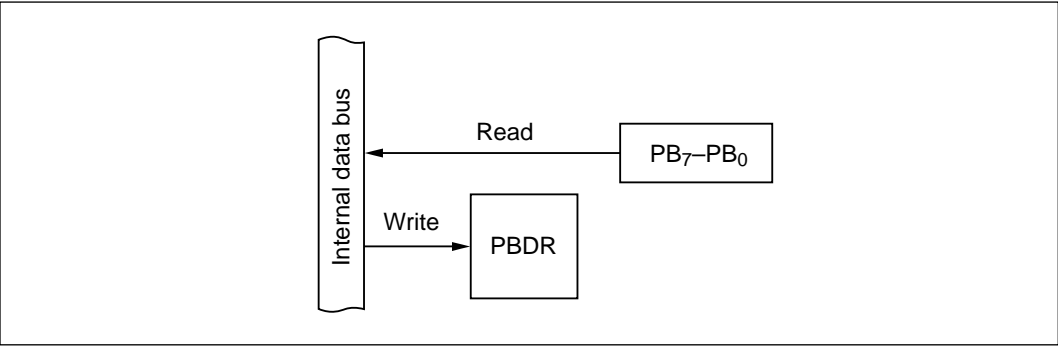 Internal data bus
Read
PB7–PB0
Write
PBDR